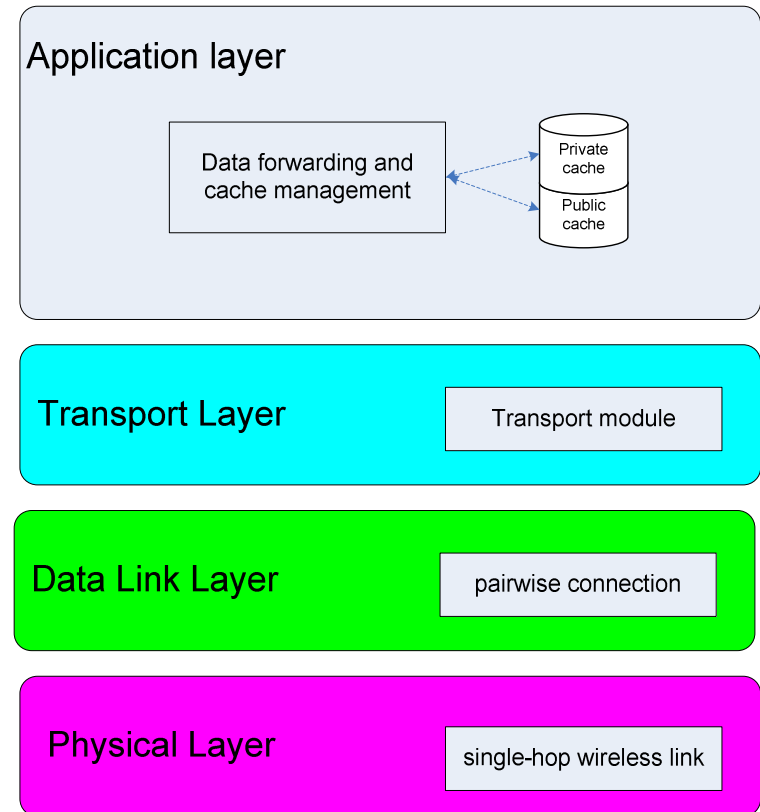 Application layer
Data forwarding and
cache management
Private
cache
Public
cache
Transport Layer
Transport module
Data Link Layer
pairwise connection
Physical Layer
single-hop wireless link